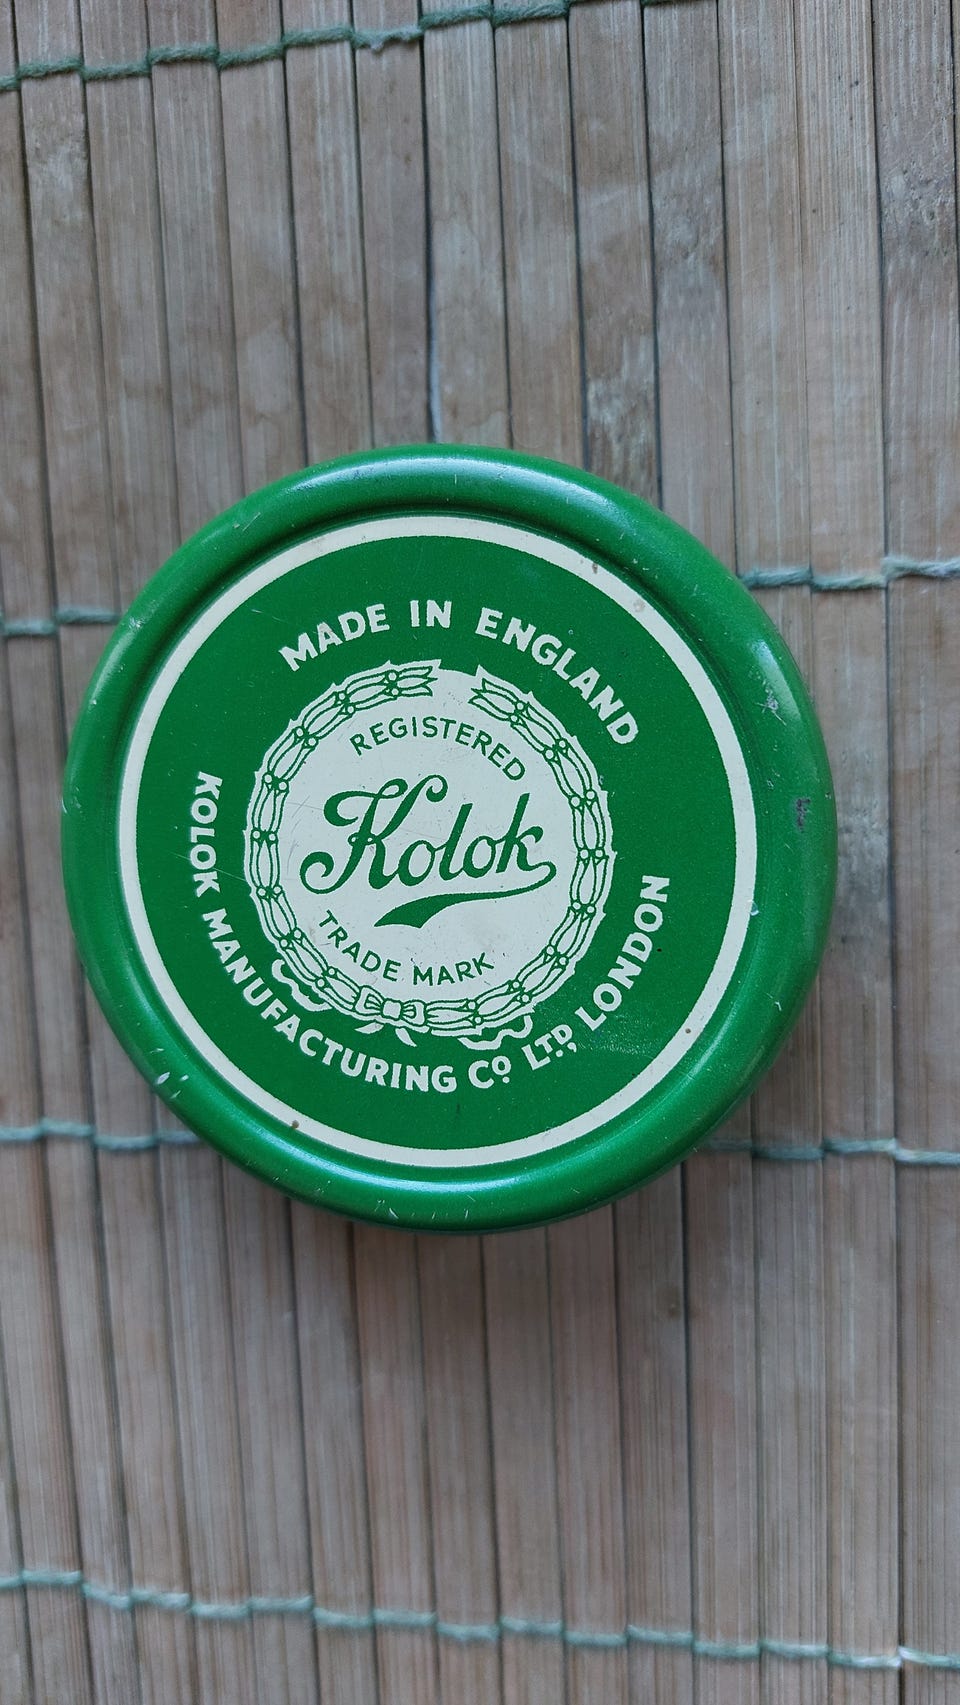 MADE IN ENGLAND
REGISTERED
Kolok
TRADE MARK
KOLOK MANUFACTURING Cº LTD, LONDON